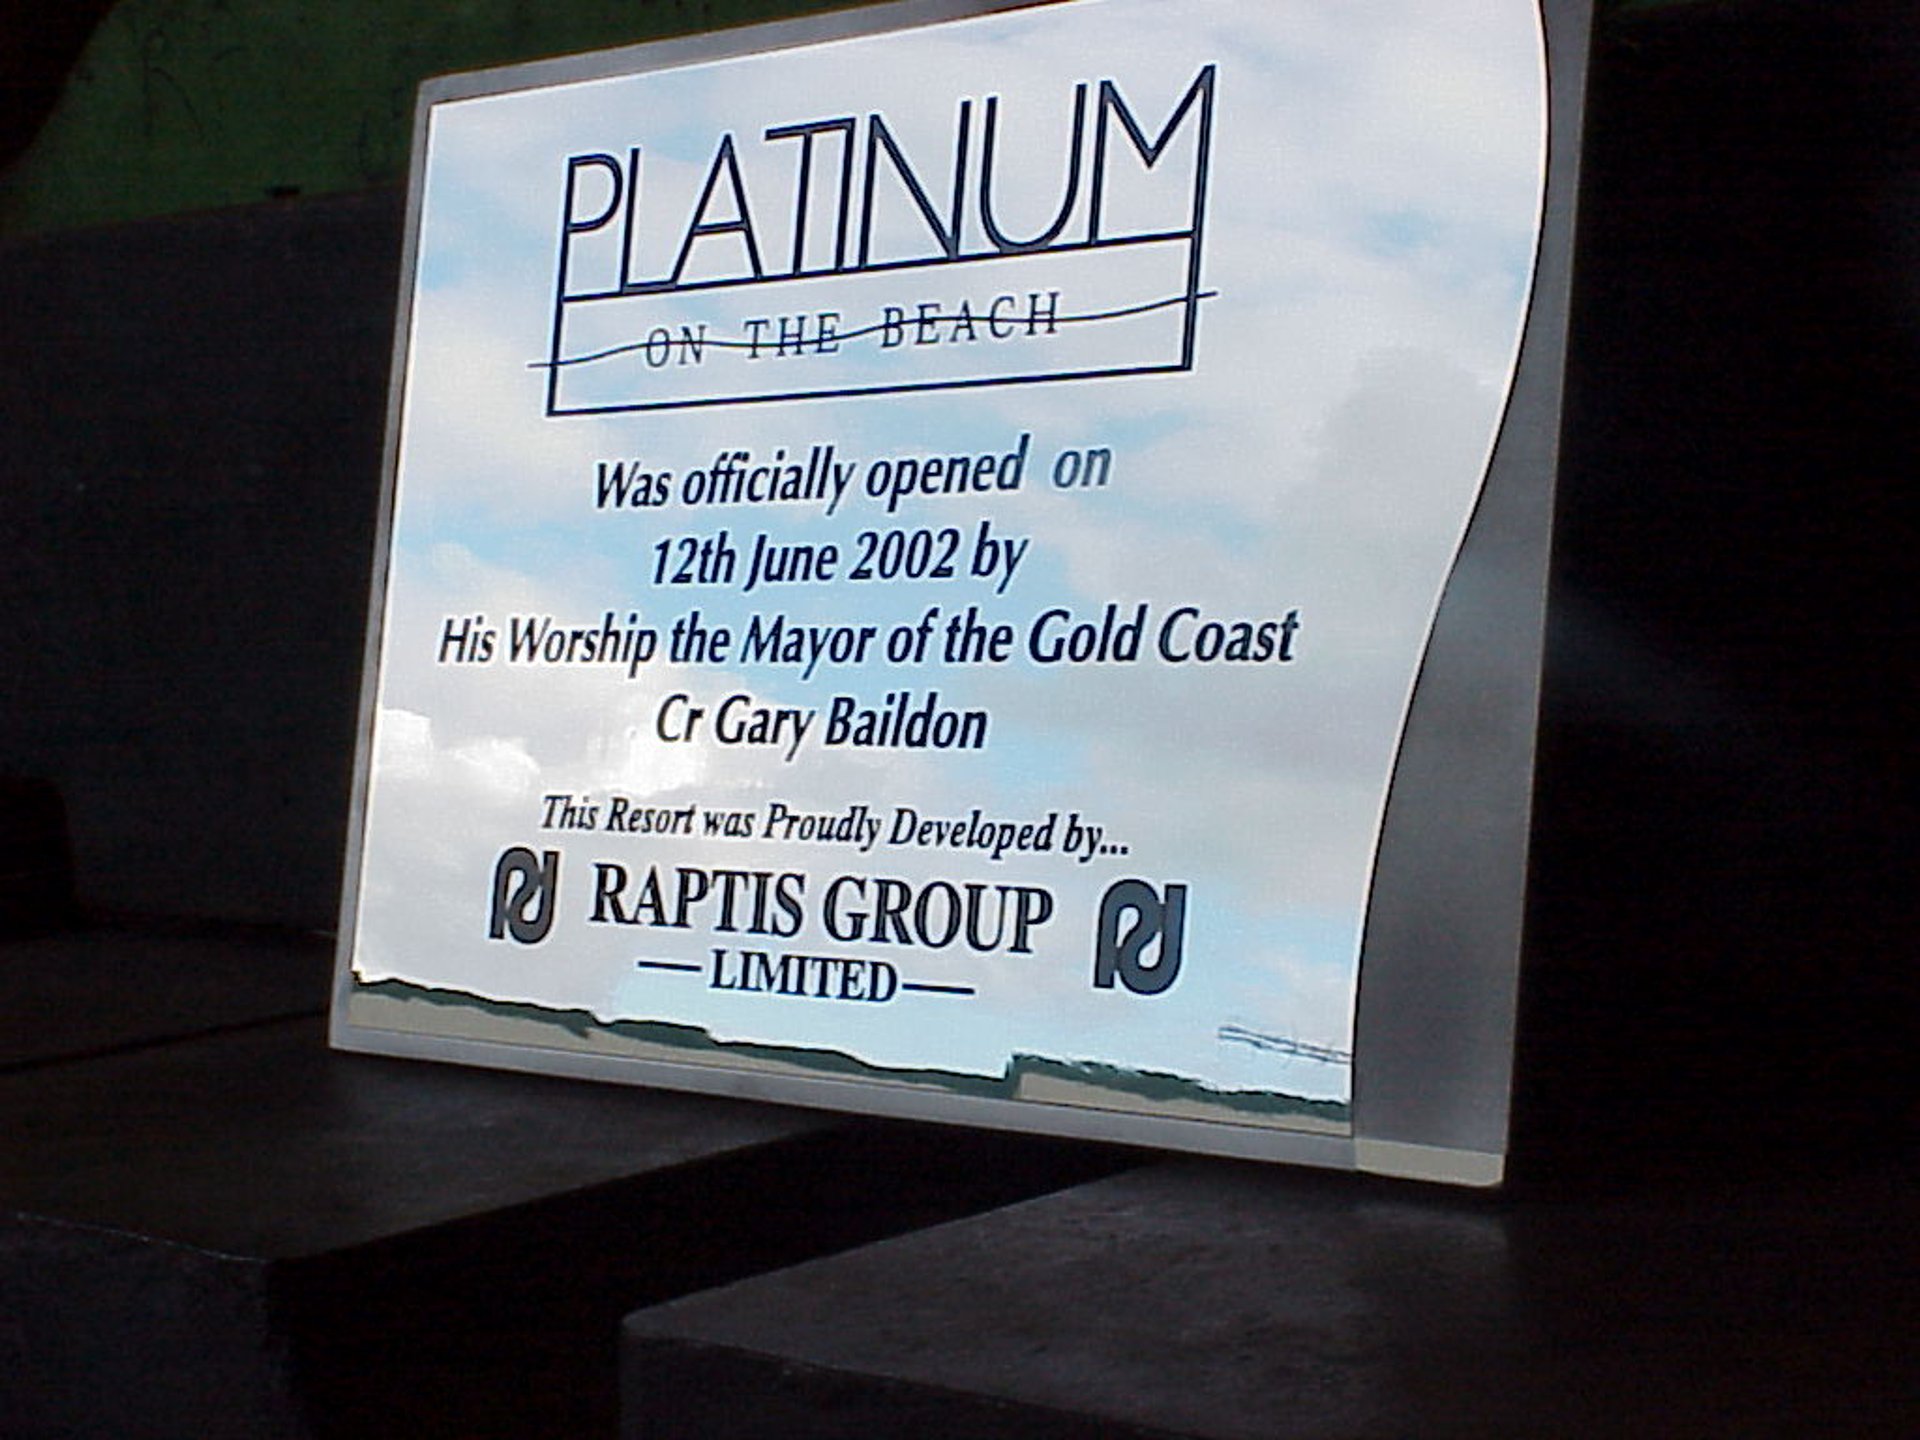 PLATINUM
ON THE BEACH
Was officially opened on
12th June 2002 by
His Worship the Mayor of the Gold Coast
Cr Gary Baildon
This Resort was Proudly Developed by...
RAPTIS GROUP
LIMITED